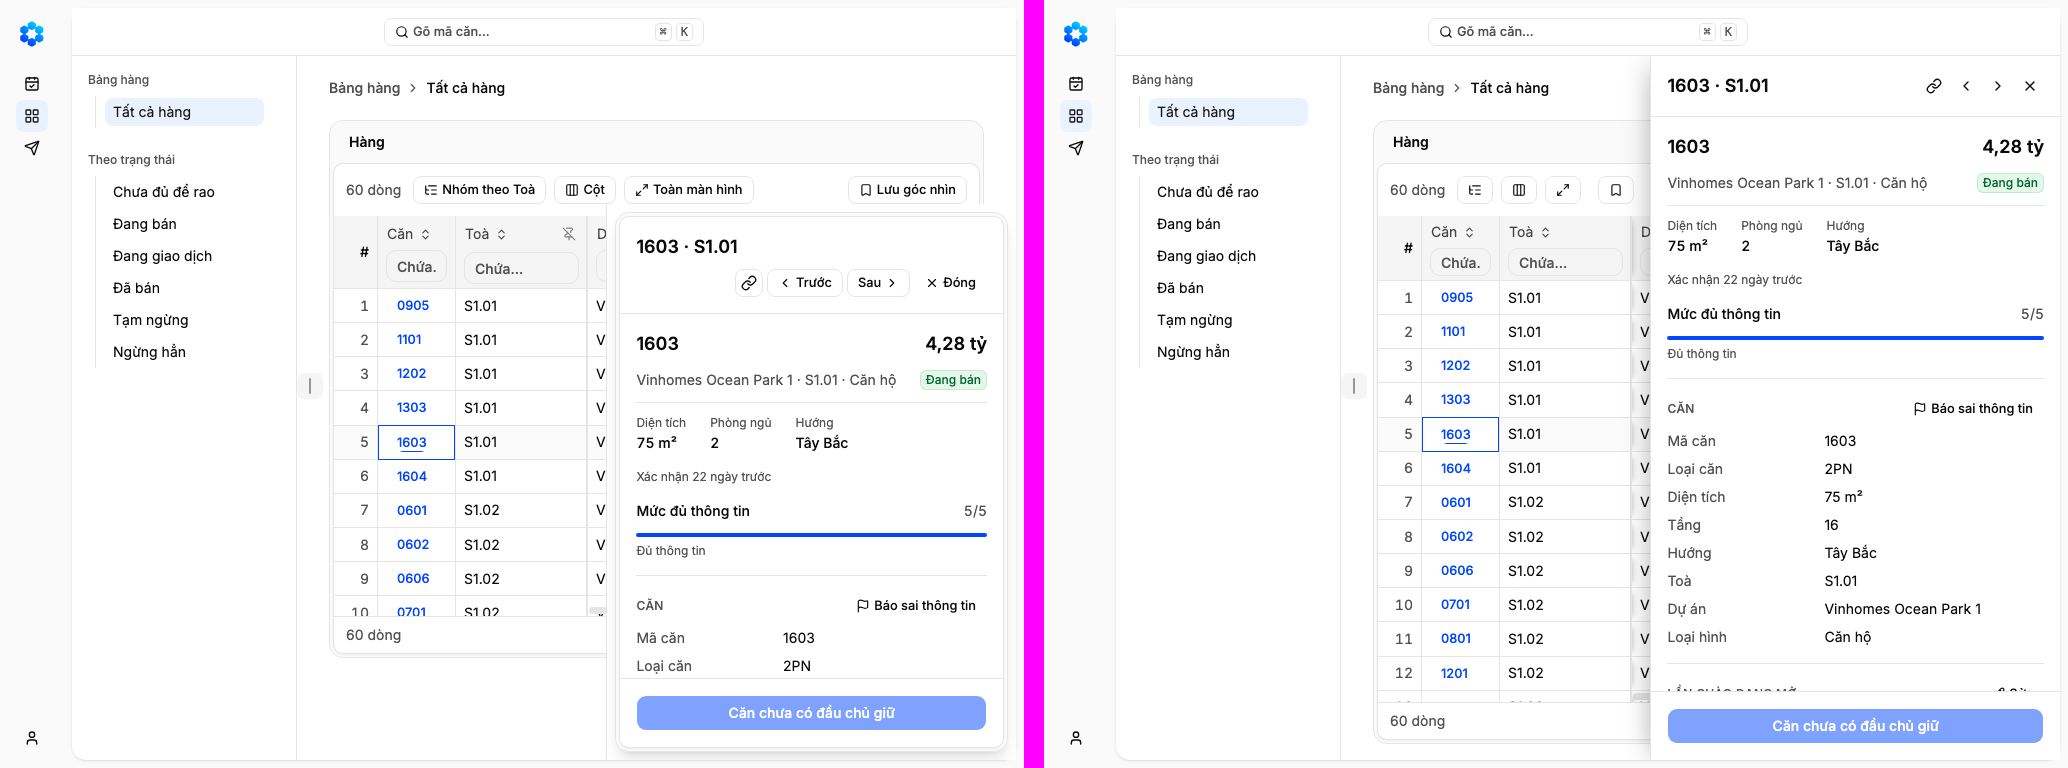 Gõ mã căn...
⌘ K
Bảng hàng
Tất cả hàng
Theo trạng thái
Chưa đủ để rao
Đang bán
Đang giao dịch
Đã bán
Tạm ngừng
Ngừng hẳn
Bảng hàng > Tất cả hàng
Hàng
60 dòng Nhóm theo Toà Cột Toàn màn hình Lưu góc nhìn
# Căn Toà
Chứa. Chứa...
1 0905 S1.01
2 1101 S1.01
3 1202 S1.01
4 1303 S1.01
5 1603 S1.01
6 1604 S1.01
7 0601 S1.02
8 0602 S1.02
9 0606 S1.02
10 0701 S1.02
60 dòng
1603 · S1.01
Trước Sau Đóng
1603 4,28 tỷ
Vinhomes Ocean Park 1 · S1.01 · Căn hộ Đang bán
Diện tích Phòng ngủ Hướng
75 m² 2 Tây Bắc
Xác nhận 22 ngày trước
Mức đủ thông tin 5/5
Đủ thông tin
CĂN Báo sai thông tin
Mã căn 1603
Loại căn 2PN
Căn chưa có đầu chủ giữ
Gõ mã căn...
⌘ K
Bảng hàng
Tất cả hàng
Theo trạng thái
Chưa đủ để rao
Đang bán
Đang giao dịch
Đã bán
Tạm ngừng
Ngừng hẳn
Bảng hàng > Tất cả hàng
Hàng
60 dòng
# Căn Toà
Chứa. Chứa...
1 0905 S1.01
2 1101 S1.01
3 1202 S1.01
4 1303 S1.01
5 1603 S1.01
6 1604 S1.01
7 0601 S1.02
8 0602 S1.02
9 0606 S1.02
10 0701 S1.02
11 0801 S1.02
12 1201 S1.02
60 dòng
1603 · S1.01
1603 4,28 tỷ
Vinhomes Ocean Park 1 · S1.01 · Căn hộ Đang bán
Diện tích Phòng ngủ Hướng
75 m² 2 Tây Bắc
Xác nhận 22 ngày trước
Mức đủ thông tin 5/5
Đủ thông tin
CĂN Báo sai thông tin
Mã căn 1603
Loại căn 2PN
Diện tích 75 m²
Tầng 16
Hướng Tây Bắc
Toà S1.01
Dự án Vinhomes Ocean Park 1
Loại hình Căn hộ
Căn chưa có đầu chủ giữ